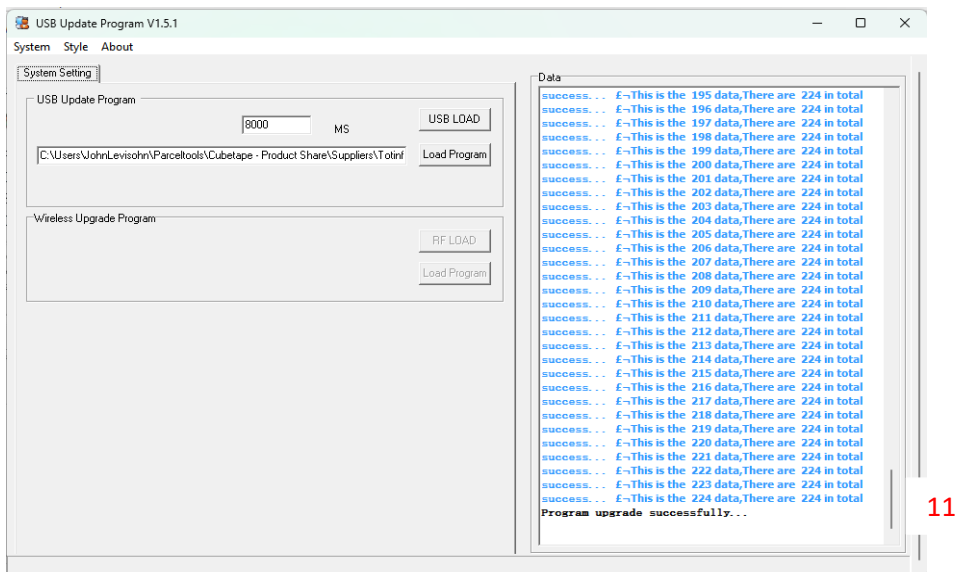 USB Update Program V1.5.1
System Style About
System Setting
USB Update Program
8000 MS
USB LOAD
C:\Users\JohnLevisohn\Parceltools\Cubetape - Product Share\Suppliers\Totinf
Load Program
Wireless Upgrade Program
RF LOAD
Load Program
Data
success... £¬This is the 195 data,There are 224 in total
success... £¬This is the 196 data,There are 224 in total
success... £¬This is the 197 data,There are 224 in total
success... £¬This is the 198 data,There are 224 in total
success... £¬This is the 199 data,There are 224 in total
success... £¬This is the 200 data,There are 224 in total
success... £¬This is the 201 data,There are 224 in total
success... £¬This is the 202 data,There are 224 in total
success... £¬This is the 203 data,There are 224 in total
success... £¬This is the 204 data,There are 224 in total
success... £¬This is the 205 data,There are 224 in total
success... £¬This is the 206 data,There are 224 in total
success... £¬This is the 207 data,There are 224 in total
success... £¬This is the 208 data,There are 224 in total
success... £¬This is the 209 data,There are 224 in total
success... £¬This is the 210 data,There are 224 in total
success... £¬This is the 211 data,There are 224 in total
success... £¬This is the 212 data,There are 224 in total
success... £¬This is the 213 data,There are 224 in total
success... £¬This is the 214 data,There are 224 in total
success... £¬This is the 215 data,There are 224 in total
success... £¬This is the 216 data,There are 224 in total
success... £¬This is the 217 data,There are 224 in total
success... £¬This is the 218 data,There are 224 in total
success... £¬This is the 219 data,There are 224 in total
success... £¬This is the 220 data,There are 224 in total
success... £¬This is the 221 data,There are 224 in total
success... £¬This is the 222 data,There are 224 in total
success... £¬This is the 223 data,There are 224 in total
success... £¬This is the 224 data,There are 224 in total
Program upgrade successfully...
11